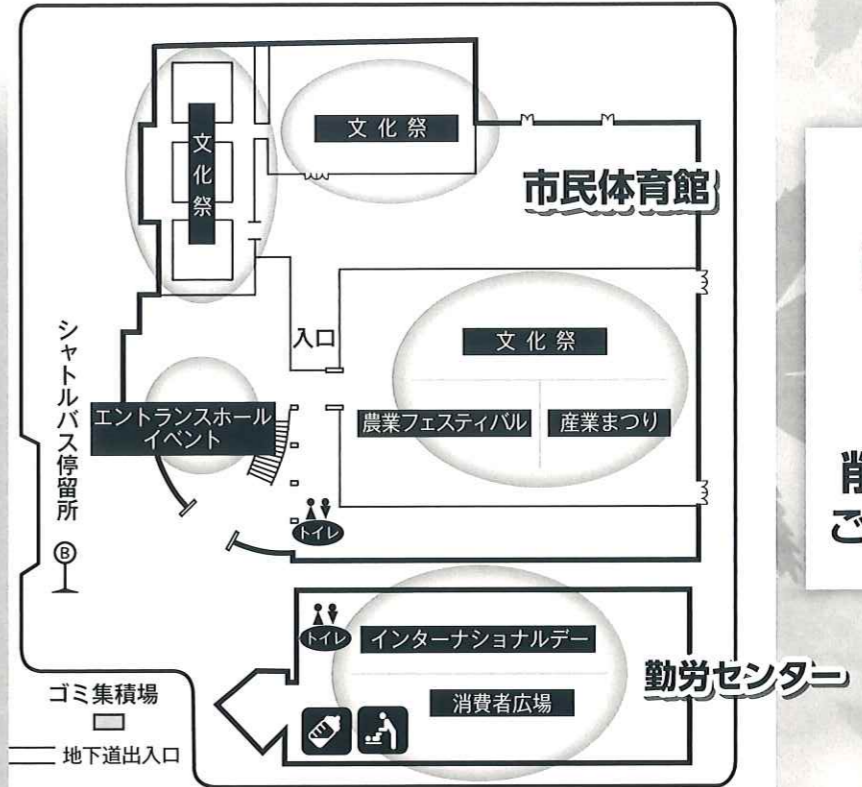 文化祭
文化祭
市民体育館
入口
文化祭
農業フェスティバル
産業まつり
エントランスホール
イベント
シャトルバス停留所
B
トイレ
トイレ
インターナショナルデー
消費者広場
勤労センター
ゴミ集積場
地下道出入口
削
ご